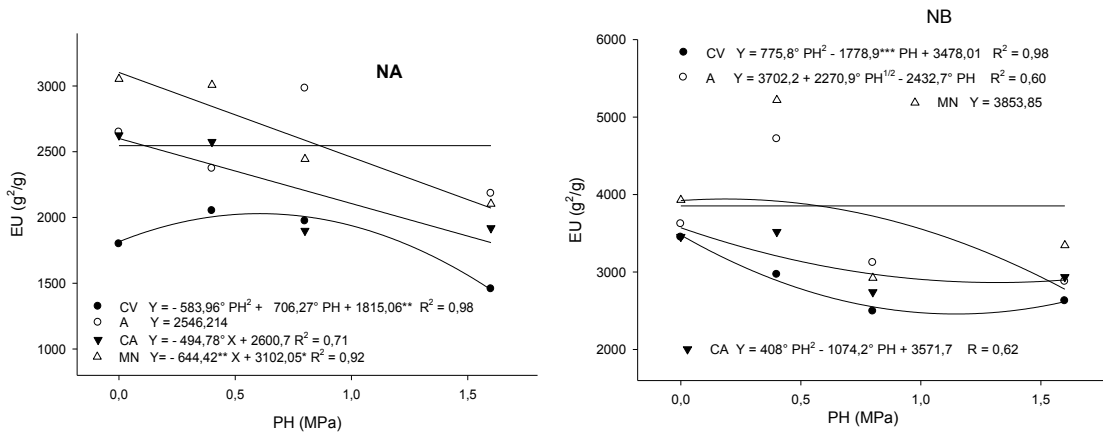 NA
3000
2500
2000
1500
1000
EU (g²/g)
CV Y = - 583,96° PH² + 706,27° PH + 1815,06** R² = 0,98
A Y = 2546,214
CA Y = - 494,78° X + 2600,7 R² = 0,71
MN Y= - 644,42** X + 3102,05* R² = 0,92
0,0 0,5 1,0 1,5
PH (MPa)
NB
6000
5000
4000
3000
2000
EU (g²/g)
CV Y = 775,8° PH² - 1778,9*** PH + 3478,01 R² = 0,98
A Y = 3702,2 + 2270,9° PH¹/² - 2432,7° PH R² = 0,60
MN Y = 3853,85
CA Y = 408° PH² - 1074,2° PH + 3571,7 R = 0,62
0,0 0,5 1,0 1,5
PH (MPa)